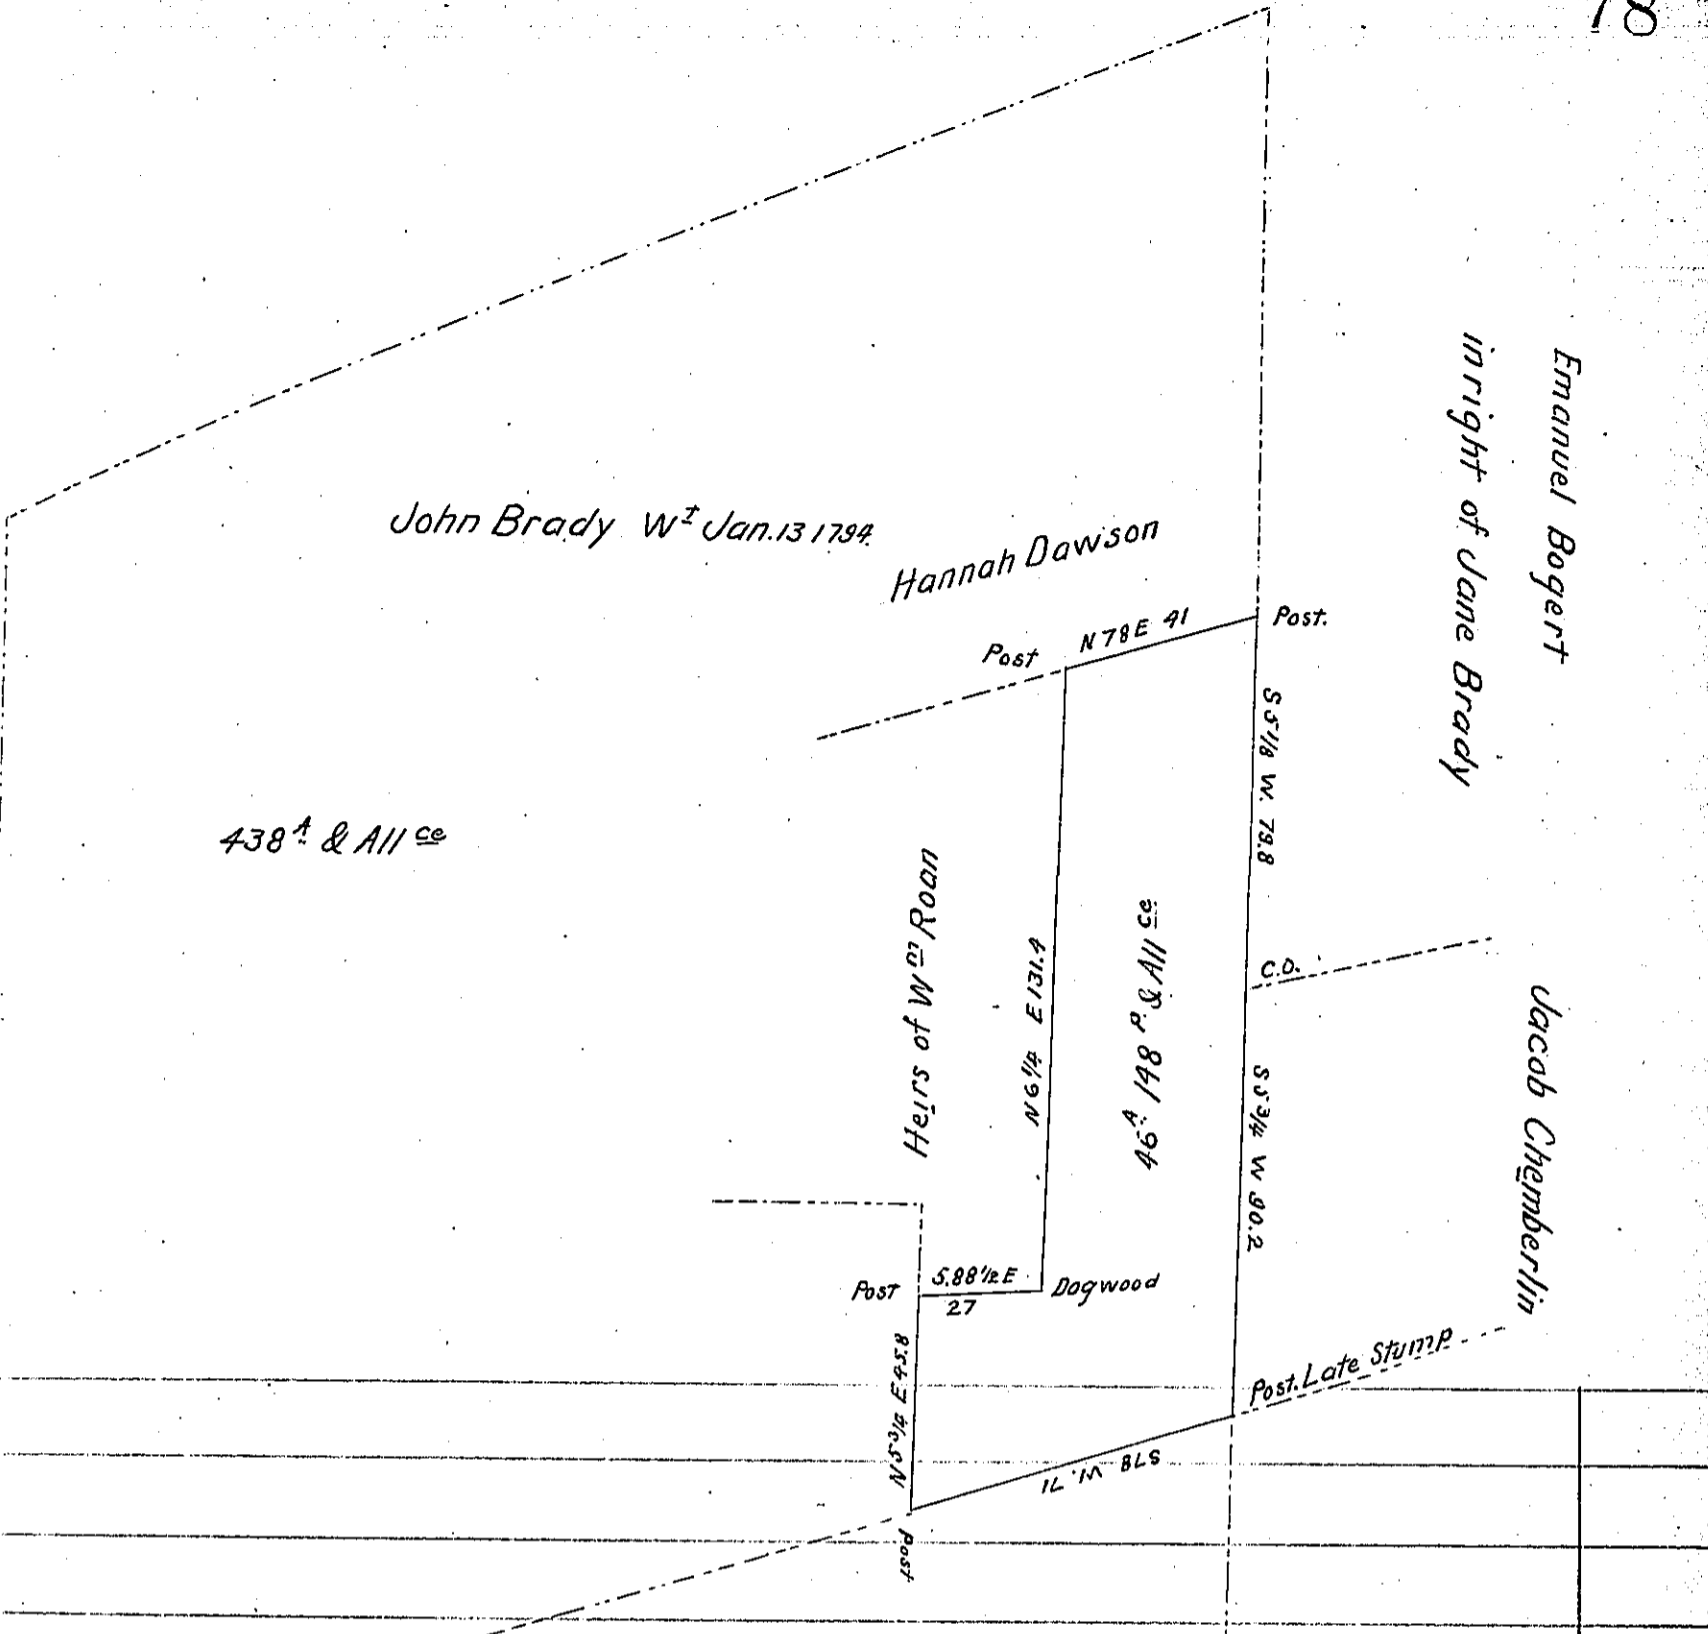 78
Emanuel Bogert
in right of Jane Brady
John Brady Wt Jan. 13 1794.
Hannah Dawson
Post
N 78 E 41
Post.
S 5 1/8 W. 79.8
438 A & All ce
Heirs of Wm Roan
N 6 1/4 E 131.4
46 A. 148 P. & All ce
C.O.
Jacob Chemberlin
S 5 3/4 W 90.2
Post
S. 88 1/2 E
27
Dogwood
N 5 3/4 E 45.8
Post. Late Stump
S 78 W. 71
Post